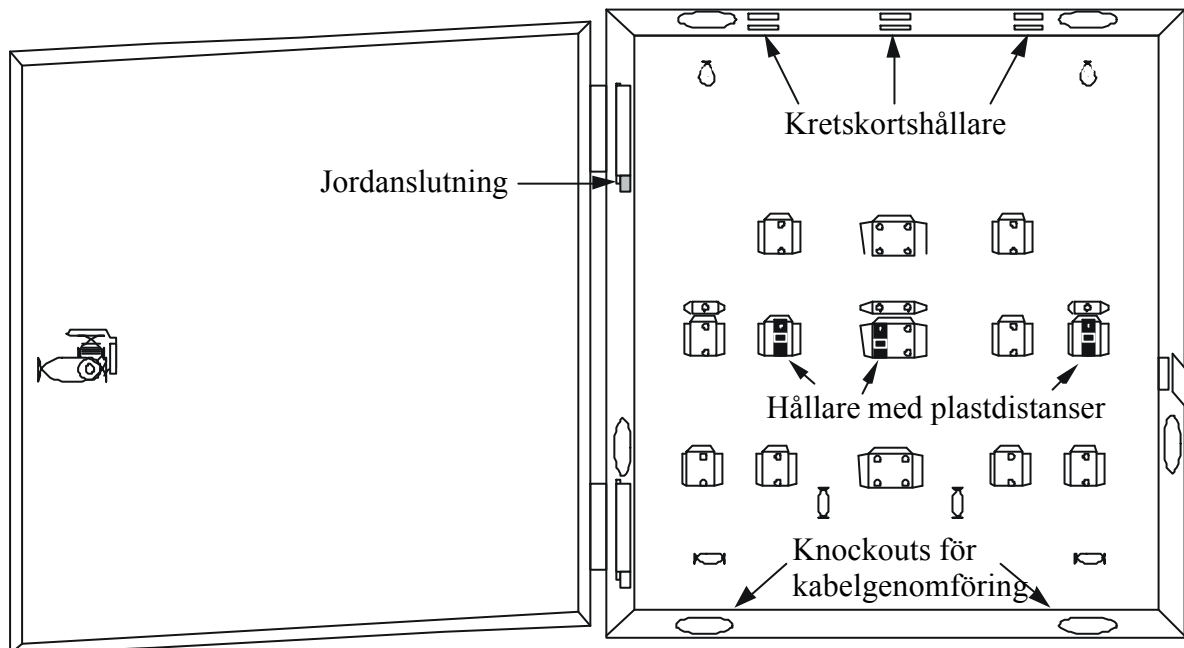 Kretskortshållare
Jordanslutning
Hållare med plastdistanser
Knockouts för
kabelgenomföring